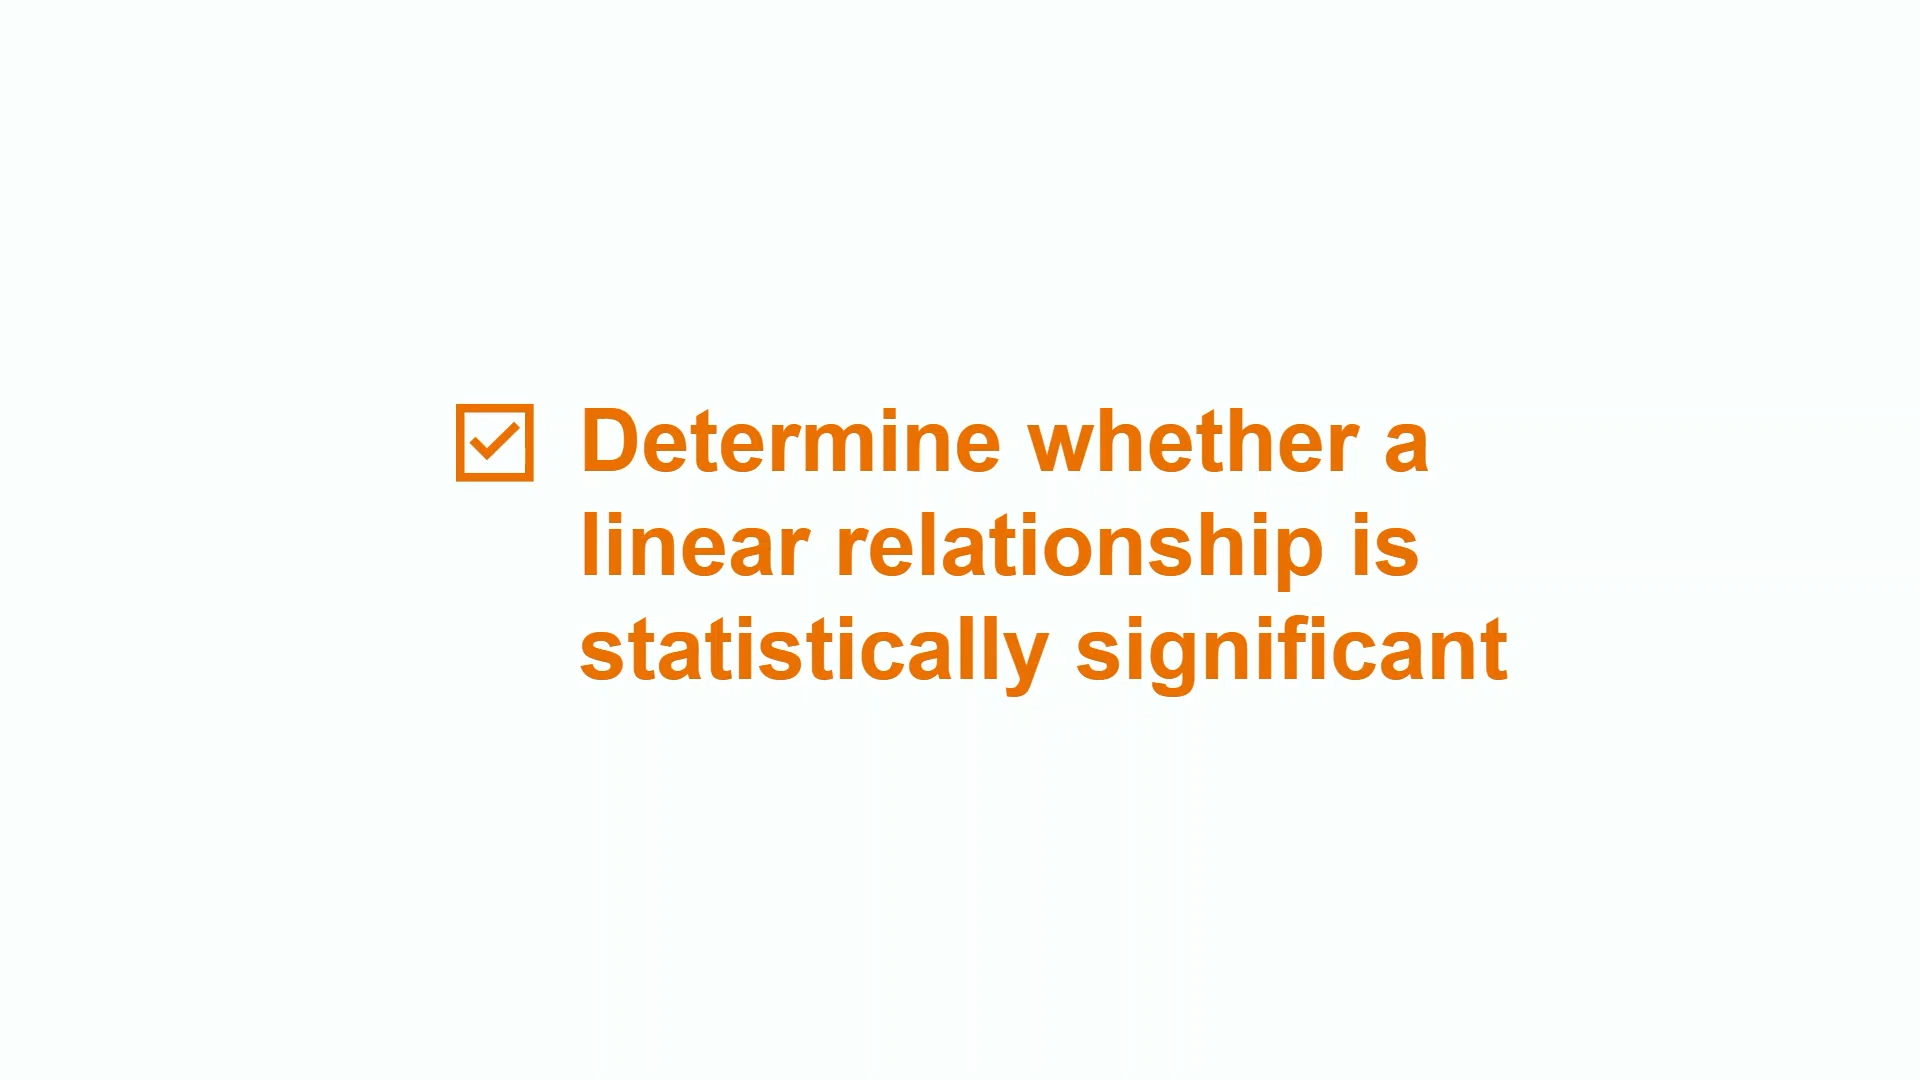 Determine whether a
linear relationship is
statistically significant